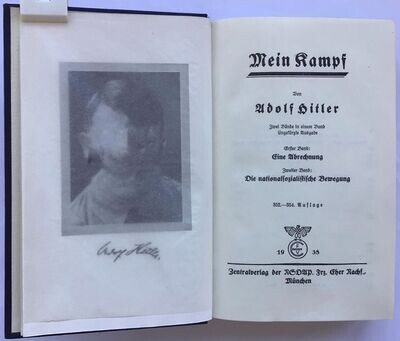 Mein Kampf
Von
Adolf Hitler
Zwei Bände in einem Band
Ungekürzte Ausgabe
Erster Band:
Eine Abrechnung
Zweiter Band:
Die nationalsozialistische Bewegung
19 38
Zentralverlag der NSDAP. Frz. Eher Nachf.,
München